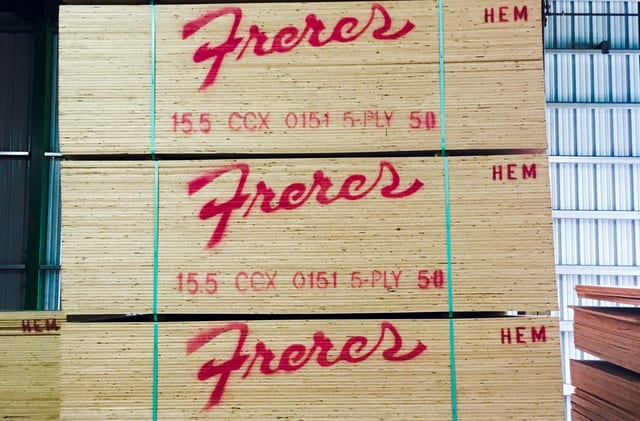 Freres HEM
15.5 CCX 0151 5-PLY 50
Freres HEM
15.5 CCX 0151 5-PLY 50
HEM Freres HEM